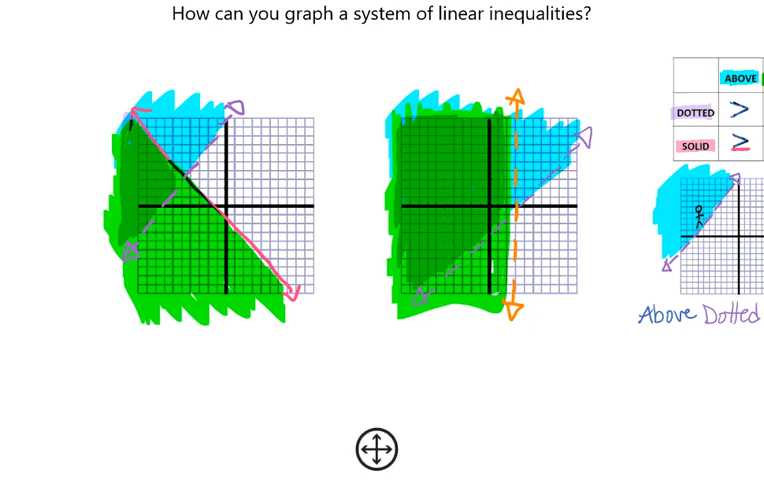 How can you graph a system of linear inequalities?
ABOVE
DOTTED >
SOLID ≥
Above Dotted